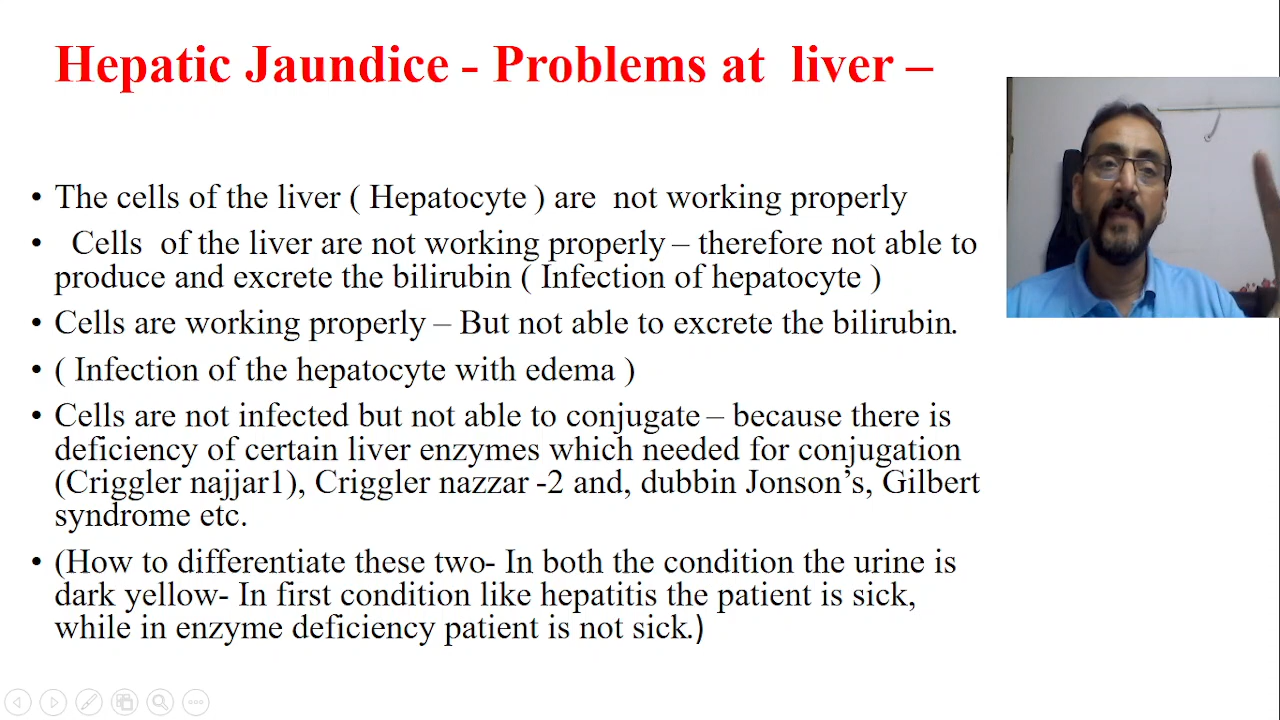 Hepatic Jaundice - Problems at liver –
• The cells of the liver ( Hepatocyte ) are not working properly
• Cells of the liver are not working properly – therefore not able to
produce and excrete the bilirubin ( Infection of hepatocyte )
• Cells are working properly – But not able to excrete the bilirubin.
• ( Infection of the hepatocyte with edema )
• Cells are not infected but not able to conjugate – because there is
deficiency of certain liver enzymes which needed for conjugation
(Criggler najjar1), Criggler nazzar -2 and, dubbin Jonson’s, Gilbert
syndrome etc.
• (How to differentiate these two- In both the condition the urine is
dark yellow- In first condition like hepatitis the patient is sick,
while in enzyme deficiency patient is not sick.)